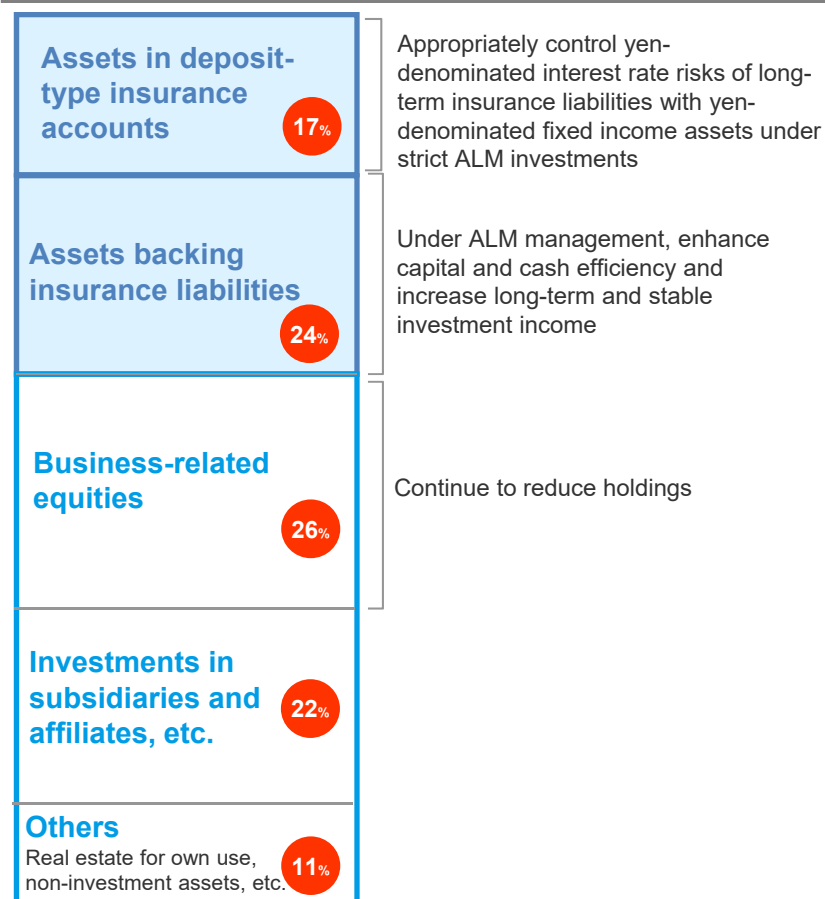 Assets in deposit-
type insurance
accounts
17%
Appropriately control yen-
denominated interest rate risks of long-
term insurance liabilities with yen-
denominated fixed income assets under
strict ALM investments
Assets backing
insurance liabilities
24%
Under ALM management, enhance
capital and cash efficiency and
increase long-term and stable
investment income
Business-related
equities
26%
Continue to reduce holdings
Investments in
subsidiaries and
affiliates, etc.
22%
Others
Real estate for own use,
non-investment assets, etc.
11%